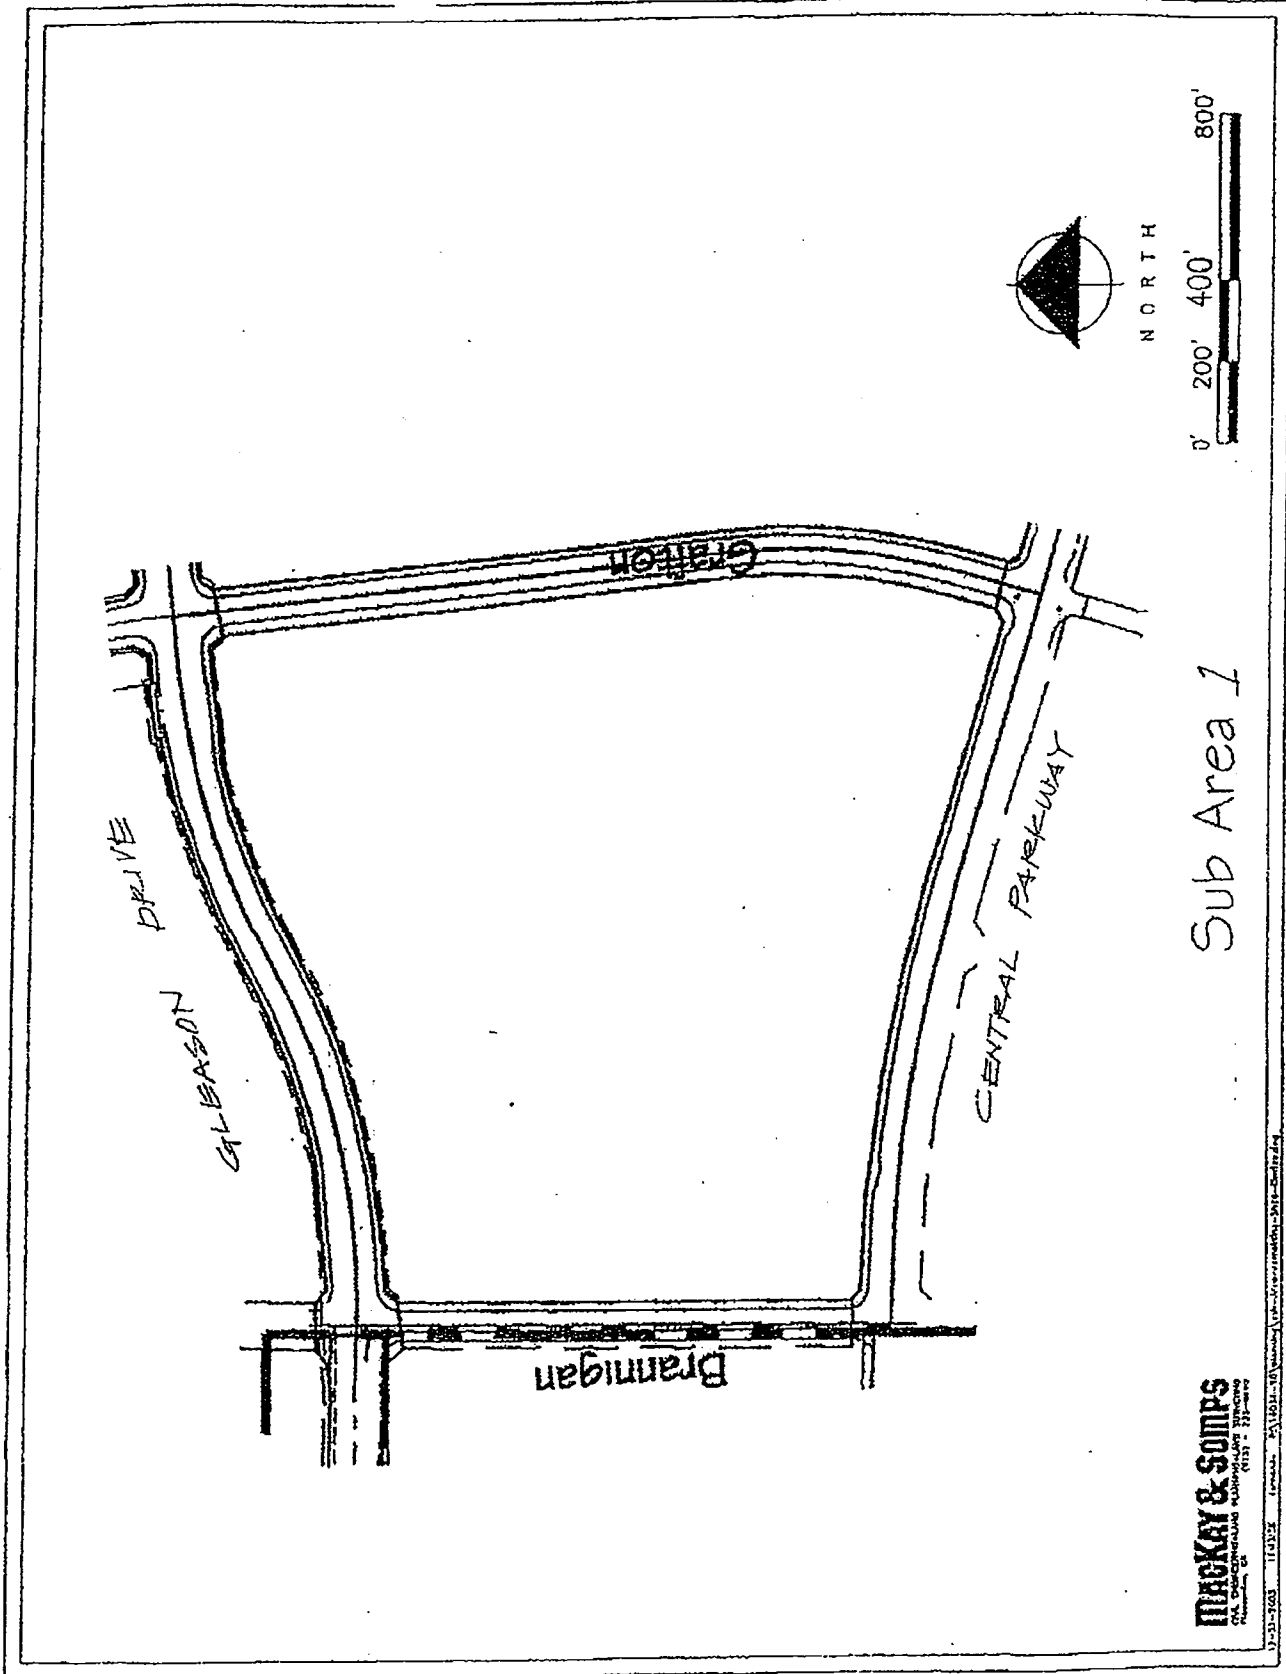 GLEASON DRIVE
Grafton
Brannigan
CENTRAL PARKWAY
NORTH
0' 200' 400' 800'
Sub Area 1
MACKAY & SOMPS